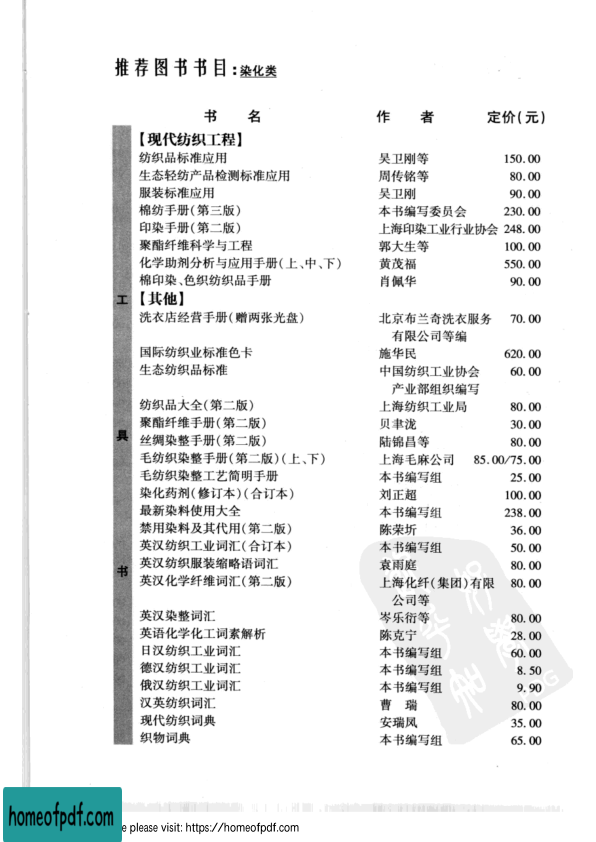 推荐图书书目：染化类
书 名 作 者 定价(元)
【现代纺织工程】
纺织品标准应用 吴卫刚等 150.00
生态轻纺产品检测标准应用 周传铭等 80.00
服装标准应用 吴卫刚 90.00
棉纺手册(第三版) 本书编写委员会 230.00
印染手册(第二版) 上海印染工业行业协会 248.00
聚酯纤维科学与工程 郭大生等 100.00
化学助剂分析与应用手册(上、中、下) 黄茂福 550.00
棉印染、色织纺织品手册 肖佩华 90.00
工 【其他】
洗衣店经营手册(赠两张光盘) 北京布兰奇洗衣服务 70.00
有限公司等编
国际纺织业标准色卡 施华民 620.00
生态纺织品标准 中国纺织工业协会 60.00
产业部组织编写
纺织品大全(第二版) 上海纺织工业局 80.00
聚酯纤维手册(第二版) 贝聿泷 30.00
具 丝绸染整手册(第二版) 陆锦昌等 80.00
毛纺织染整手册(第二版)(上、下) 上海毛麻公司 85.00/75.00
毛纺织染整工艺简明手册 本书编写组 25.00
染化药剂(修订本)(合订本) 刘正超 100.00
最新染料使用大全 本书编写组 238.00
禁用染料及其代用(第二版) 陈荣圻 36.00
英汉纺织工业词汇(合订本) 本书编写组 50.00
书 英汉纺织服装缩略语词汇 袁雨庭 80.00
英汉化学纤维词汇(第二版) 上海化纤(集团)有限 80.00
公司等
英汉染整词汇 岑乐衍等 80.00
英语化学化工词素解析 陈克宁 28.00
日汉纺织工业词汇 本书编写组 60.00
德汉纺织工业词汇 本书编写组 8.50
俄汉纺织工业词汇 本书编写组 9.90
汉英纺织词汇 曹 瑞 80.00
现代纺织词典 安瑞凤 35.00
织物词典 本书编写组 65.00
homeofpdf.com
e please visit: https://homeofpdf.com